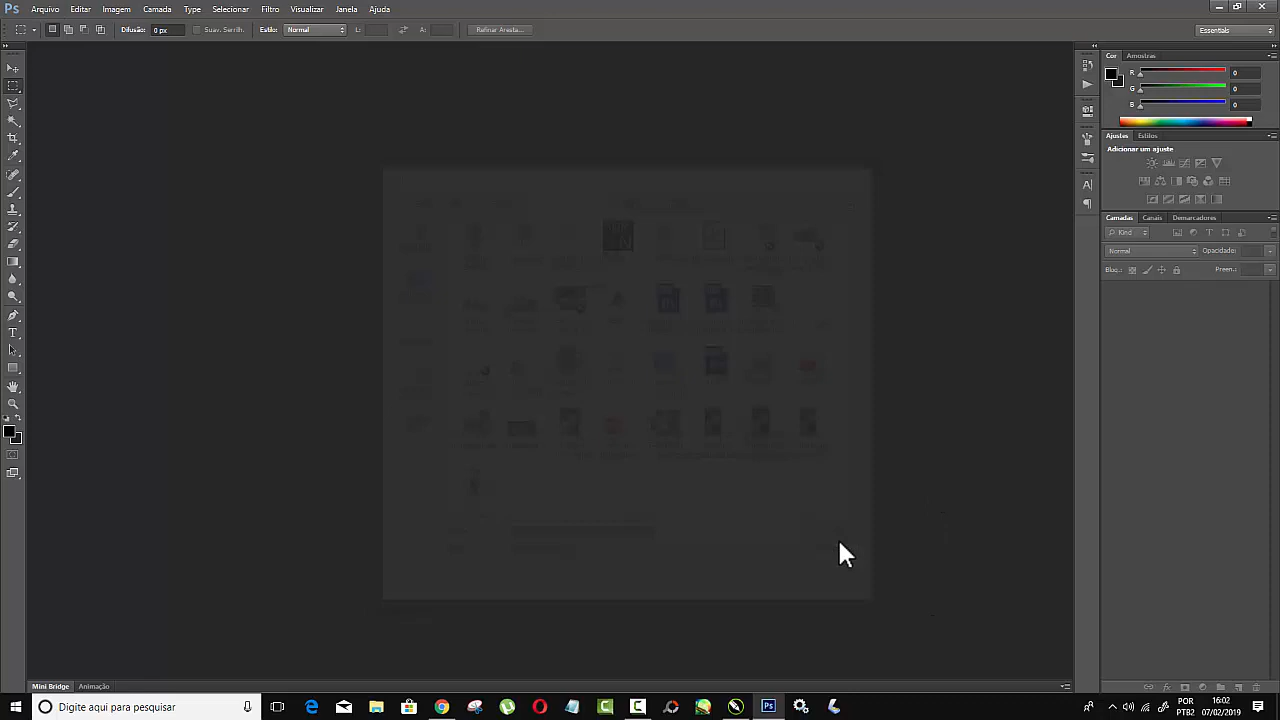 Ps Arquivo Editar Imagem Camada Type Selecionar Filtro Visualizar Janela Ajuda
Difusão: 0 px Suav. Serrilh. Estilo: Normal L: A: Refinar Aresta... Essentials
Cor Amostras
R 0
G 0
B 0
Ajustes Estilos
Adicionar um ajuste
Camadas Canais Demarcadores
Kind
Normal Opacidade:
Bloq.: Preen.:
Mini Bridge Animação
Digite aqui para pesquisar
POR 16:02
PTB2 07/02/2019